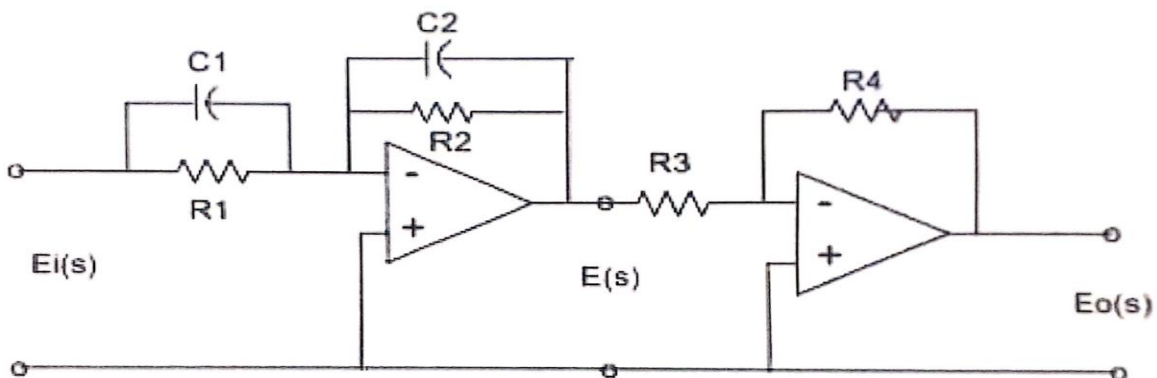 C2
C1
R4
R2
R3
-
R1
-
+
Ei(s)
E(s)
+
Eo(s)